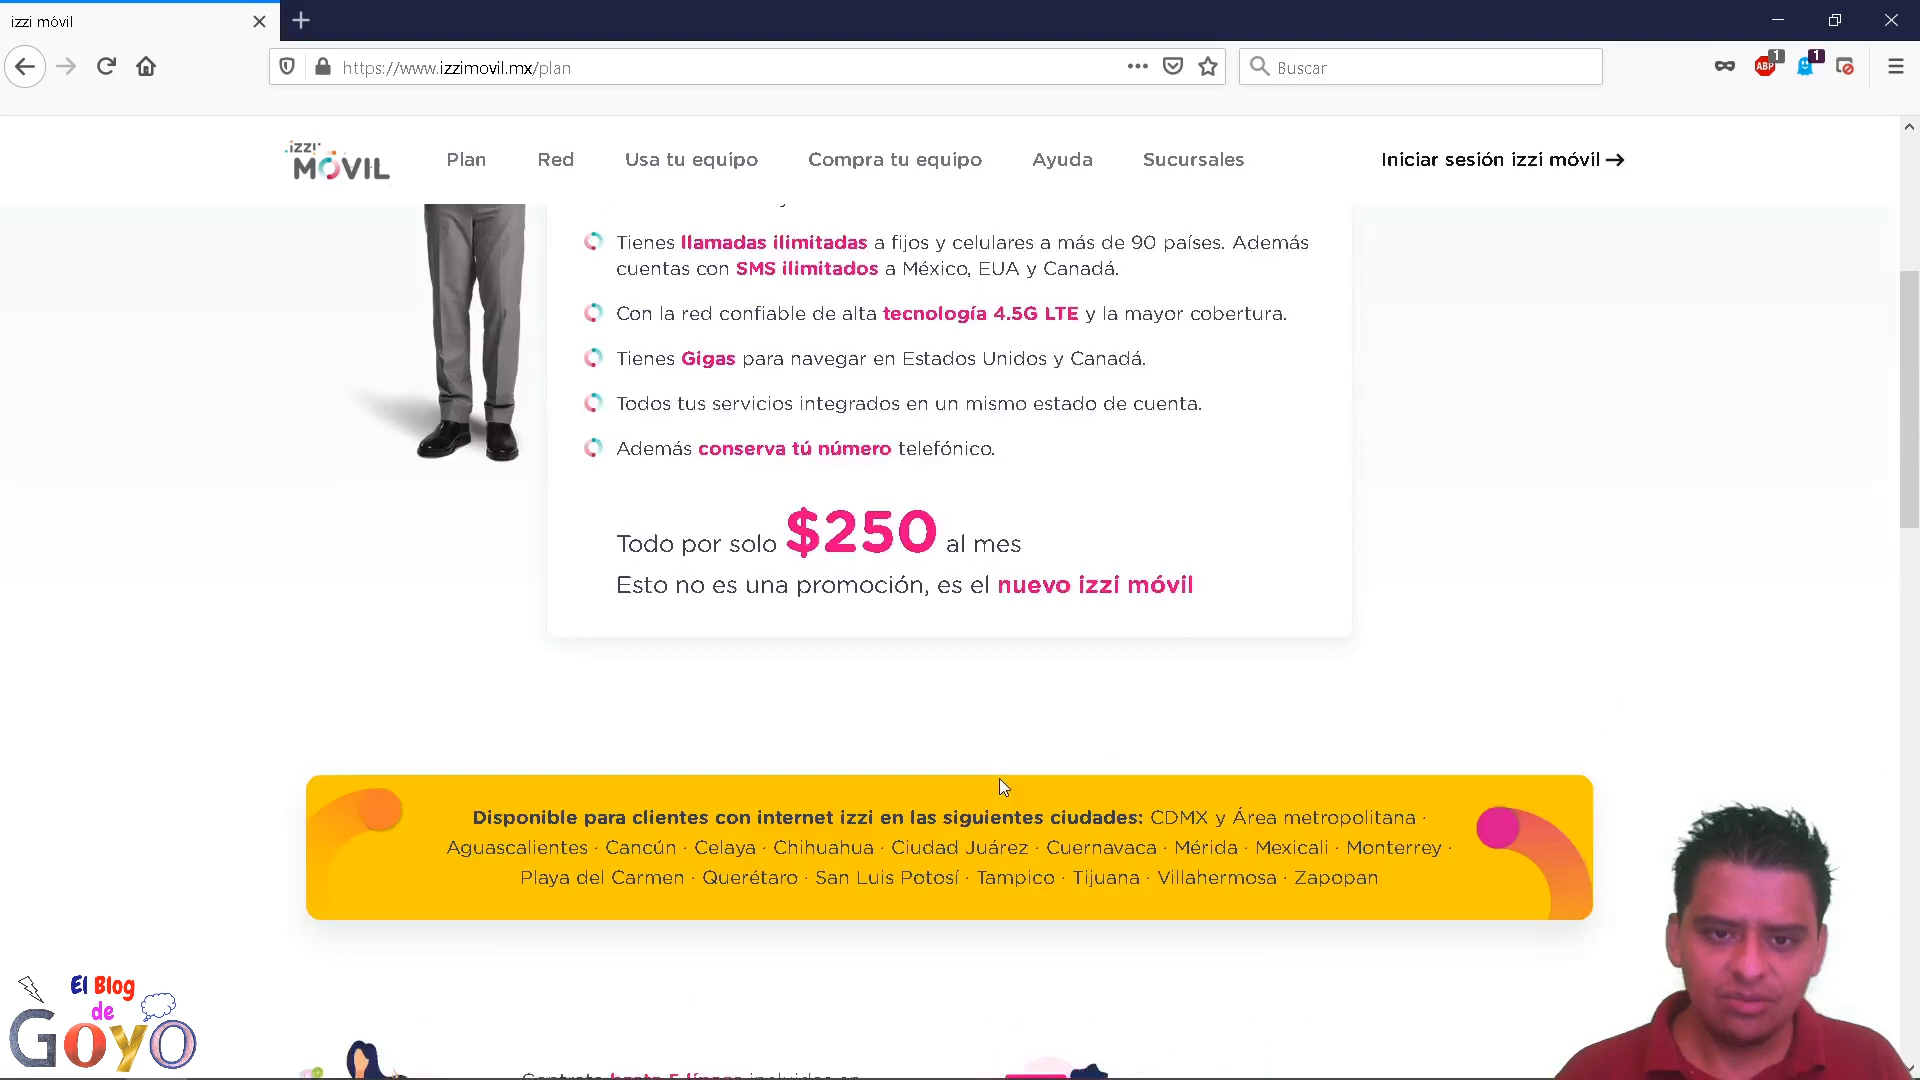 izzi móvil
https://www.izzimovil.mx/plan
Buscar
1
ABP
1
izzi
MÓVIL
Plan
Red
Usa tu equipo
Compra tu equipo
Ayuda
Sucursales
Iniciar sesión izzi móvil
Tienes llamadas ilimitadas a fijos y celulares a más de 90 países. Además
cuentas con SMS ilimitados a México, EUA y Canadá.
Con la red confiable de alta tecnología 4.5G LTE y la mayor cobertura.
Tienes Gigas para navegar en Estados Unidos y Canadá.
Todos tus servicios integrados en un mismo estado de cuenta.
Además conserva tú número telefónico.
Todo por solo $250 al mes
Esto no es una promoción, es el nuevo izzi móvil
Disponible para clientes con internet izzi en las siguientes ciudades: CDMX y Área metropolitana ·
Aguascalientes · Cancún · Celaya · Chihuahua · Ciudad Juárez · Cuernavaca · Mérida · Mexicali · Monterrey ·
Playa del Carmen · Querétaro · San Luis Potosí · Tampico · Tijuana · Villahermosa · Zapopan
El Blog
de
GOYO